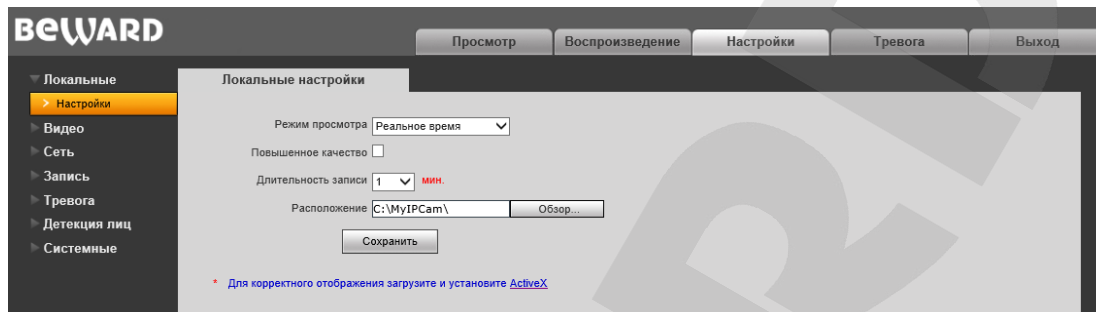 BEWARD
Просмотр Воспроизведение Настройки Тревога Выход
Локальные
Настройки
Видео
Сеть
Запись
Тревога
Детекция лиц
Системные
Локальные настройки
Режим просмотра Реальное время
Повышенное качество
Длительность записи 1 мин.
Расположение C:\MyIPCam\ Обзор...
Сохранить
* Для корректного отображения загрузите и установите ActiveX